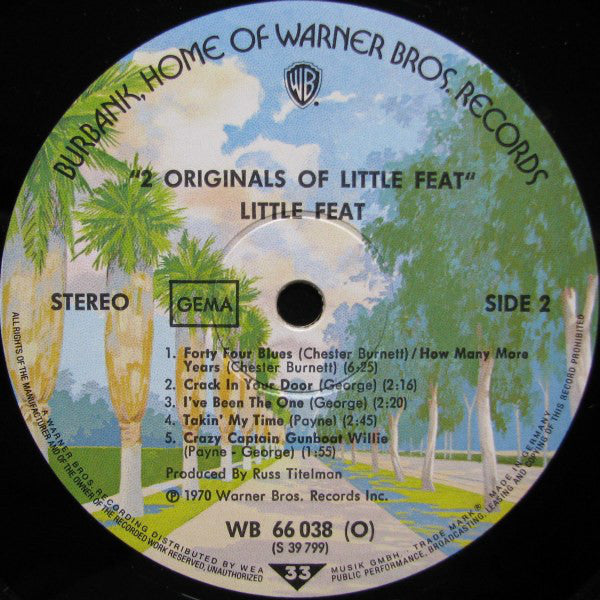 BURBANK, HOME OF WARNER BROS. RECORDS
WB
"2 ORIGINALS OF LITTLE FEAT"
LITTLE FEAT
STEREO
GEMA
SIDE 2
1. Forty Four Blues (Chester Burnett)/How Many More
Years (Chester Burnett) (6:25)
2. Crack In Your Door (George) (2:16)
3. I've Been The One (George) (2:20)
4. Takin' My Time (Payne) (2:45)
5. Crazy Captain Gunboat Willie
(Payne - George) (1:55)
Produced By Russ Titelman
℗ 1970 Warner Bros. Records Inc.
WB 66 038 (O)
(S 39 799)
33
ALL RIGHTS OF THE MANUFACTURER AND OF THE OWNER OF THE RECORDED WORK RESERVED, UNAUTHORIZED
PUBLIC PERFORMANCE, BROADCASTING, LEASING AND COPYING OF THIS RECORD PROHIBITED
A WARNER BROS. RECORDING DISTRIBUTED BY WEA
MUSIK GMBH. TRADE MARK® MADE IN GERMANY